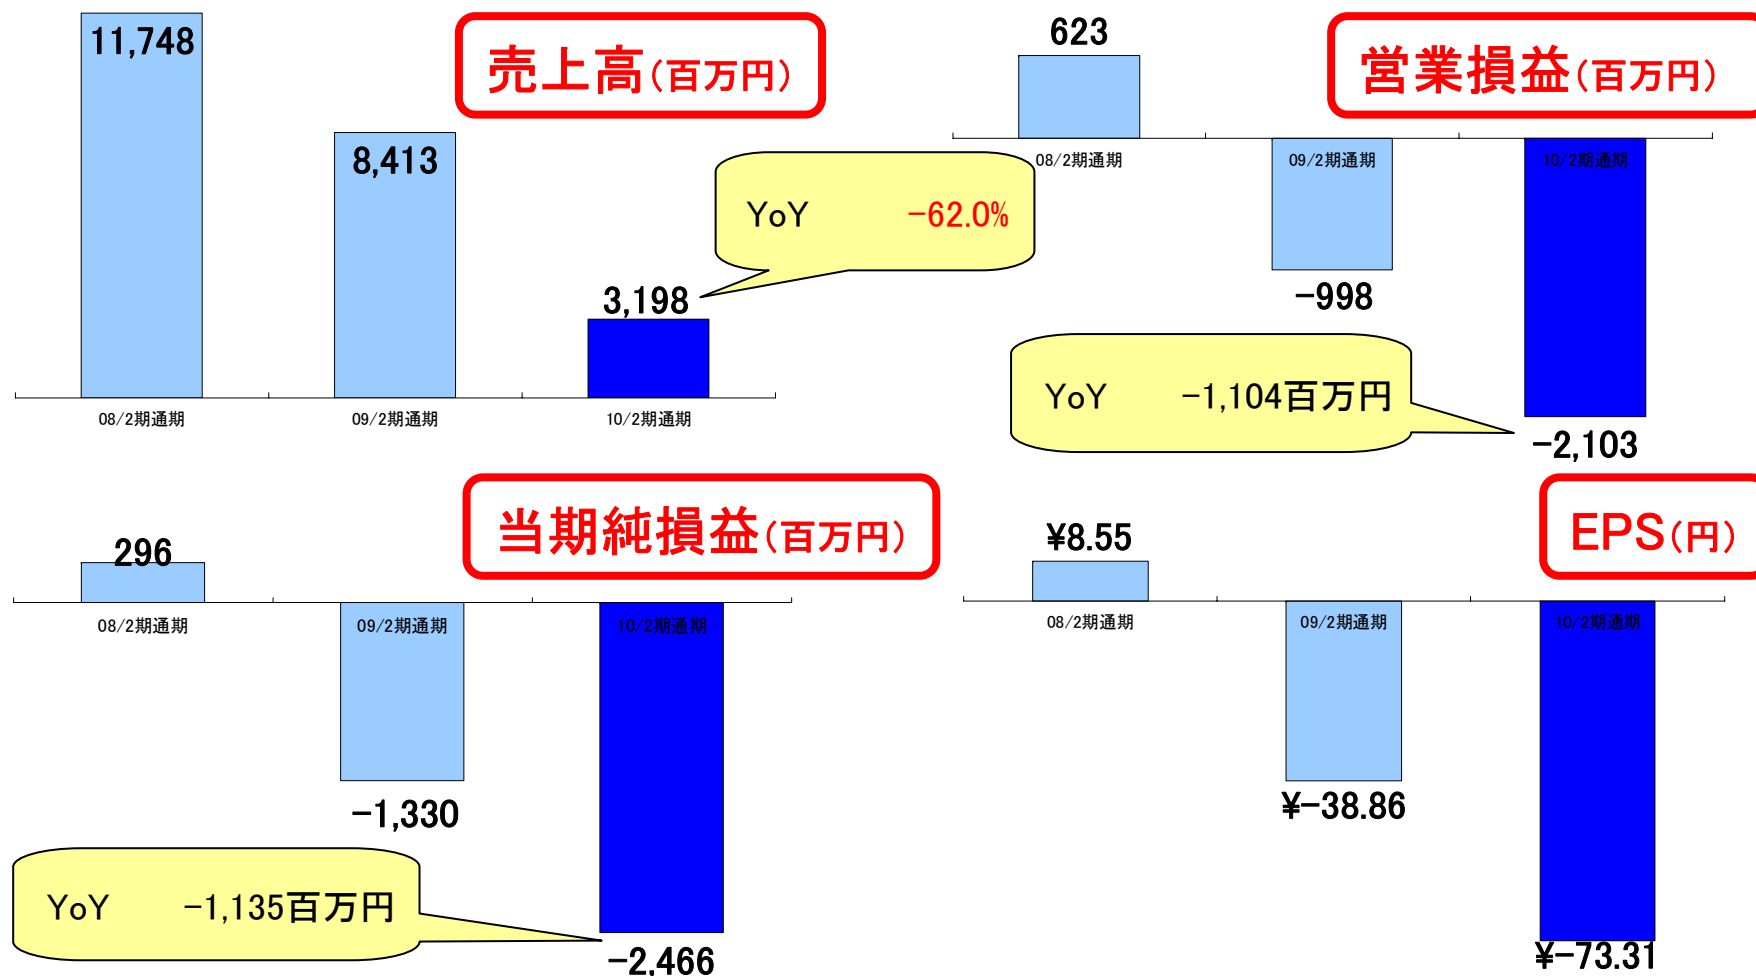 売上高(百万円)
11,748
8,413
3,198
YoY −62.0%
08/2期通期 09/2期通期 10/2期通期
営業損益(百万円)
623
08/2期通期 09/2期通期 10/2期通期
−998
YoY −1,104百万円
−2,103
当期純損益(百万円)
296
08/2期通期 09/2期通期 10/2期通期
−1,330
YoY −1,135百万円
−2,466
EPS(円)
¥8.55
08/2期通期 09/2期通期 10/2期通期
¥−38.86
¥−73.31